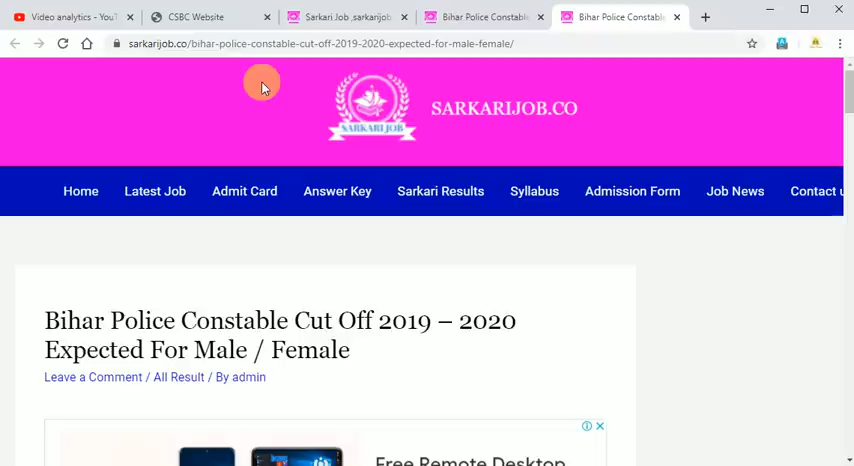 Video analytics - YouT
CSBC Website
Sarkari Job ,sarkarijob
Bihar Police Constable
Bihar Police Constable
sarkarijob.co/bihar-police-constable-cut-off-2019-2020-expected-for-male-female/
SARKARI JOB
SARKARIJOB.CO
Home Latest Job Admit Card Answer Key Sarkari Results Syllabus Admission Form Job News Contact u
Bihar Police Constable Cut Off 2019 – 2020
Expected For Male / Female
Leave a Comment / All Result / By admin
Free Remote Desktop